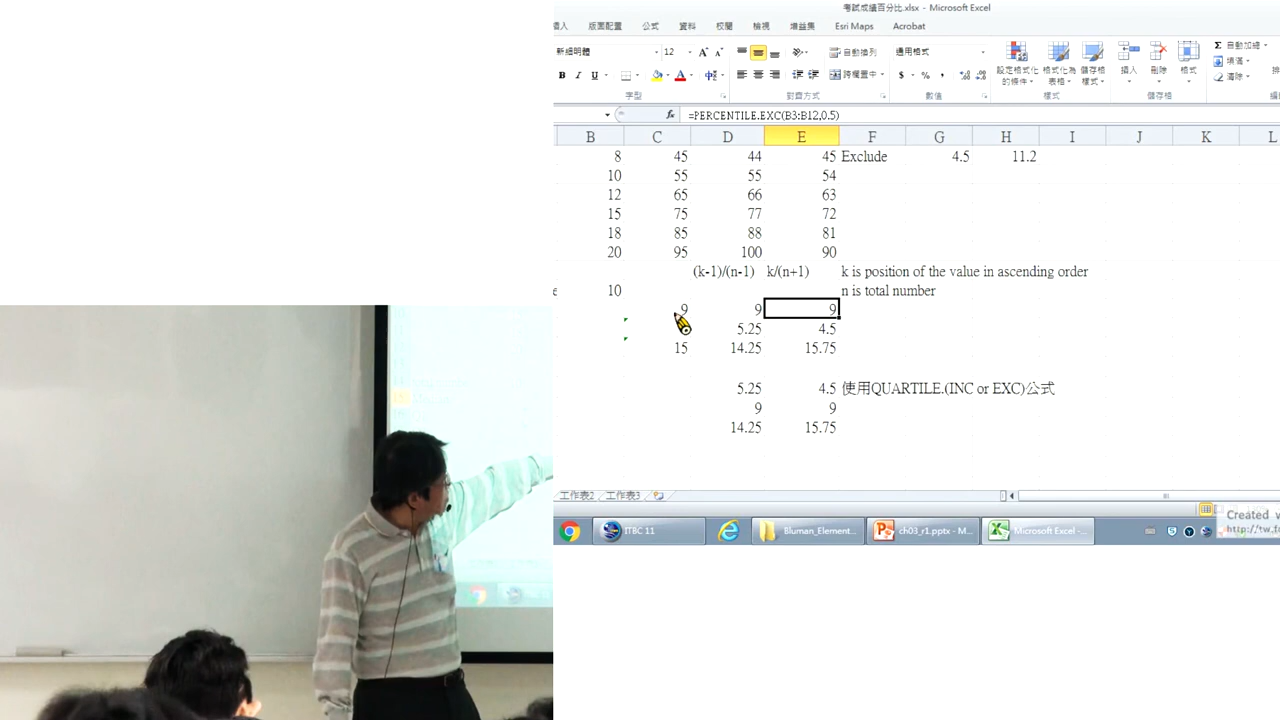 考試成績百分比.xlsx - Microsoft Excel
插入 版面配置 公式 資料 校閱 檢視 增益集 Esri Maps Acrobat
新細明體 12 A A 自動換列 通用格式 設定格式化的條件 格式化為表格 儲存格樣式 插入 刪除 格式 Σ 自動加總
B I U A 跨欄置中 $ % , 填滿
清除
字型 對齊方式 數值 樣式 儲存格
fx =PERCENTILE.EXC(B3:B12,0.5)
B C D E F G H I J K L
8 45 44 45 Exclude 4.5 11.2
10 55 55 54
12 65 66 63
15 75 77 72
18 85 88 81
20 95 100 90
(k-1)/(n-1) k/(n+1) k is position of the value in ascending order
e 10 n is total number
9 9 9
5.25 4.5
15 14.25 15.75
5.25 4.5 使用QUARTILE.(INC or EXC)公式
9 9
14.25 15.75
工作表2 工作表3
Created
ITBC 11 Bluman_Element... ch03_r1.pptx - M... Microsoft Excel -...